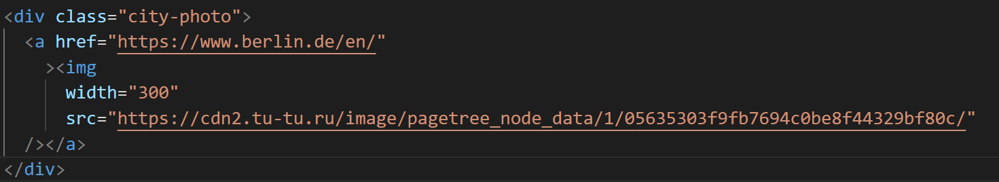 <div class="city-photo">
<a href="https://www.berlin.de/en/"
><img
width="300"
src="https://cdn2.tu-tu.ru/image/pagetree_node_data/1/05635303f9fb7694c0be8f44329bf80c/"
/></a>
</div>